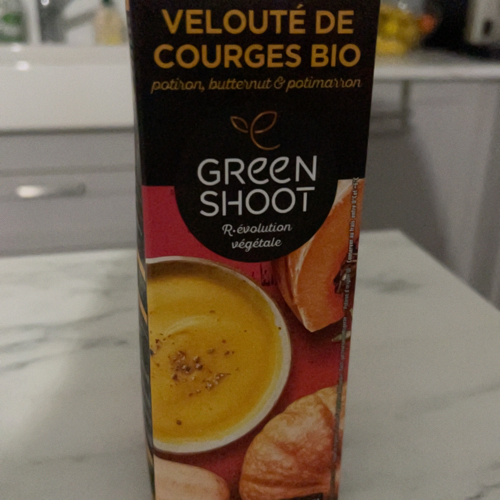 VELOUTÉ DE
COURGES BIO
potiron, butternut & potimarron
GREEN
SHOOT
R•évolution
végétale